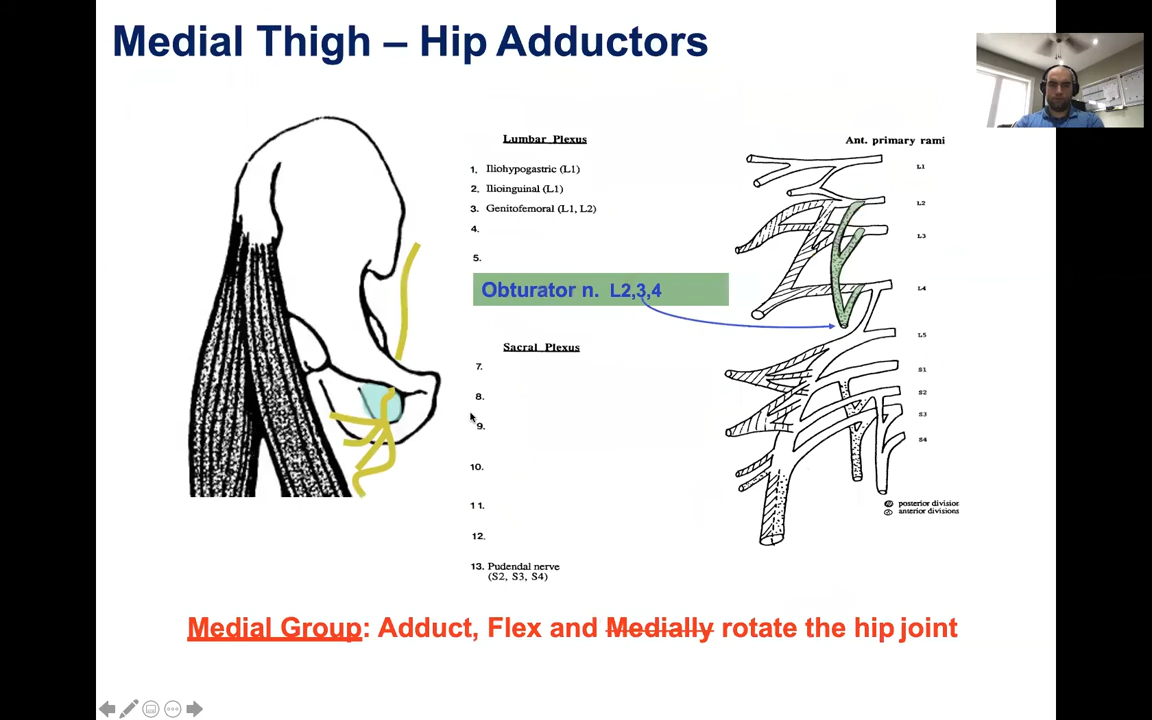 Medial Thigh – Hip Adductors
Lumbar Plexus
1. Iliohypogastric (L1)
2. Ilioinguinal (L1)
3. Genitofemoral (L1, L2)
4.
5.
Obturator n. L2,3,4
Sacral Plexus
7.
8.
9.
10.
11.
12.
13. Pudendal nerve
(S2, S3, S4)
Ant. primary rami
L1
L2
L3
L4
L5
S1
S2
S3
S4
posterior division
anterior divisions
Medial Group: Adduct, Flex and Medially rotate the hip joint